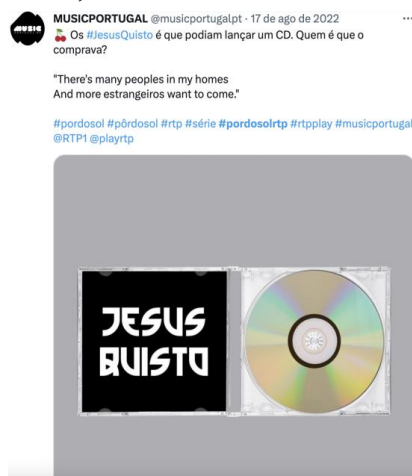 MUSIC
MUSICPORTUGAL @musicportugalpt · 17 de ago de 2022 ...
🍒 Os #JesusQuisto é que podiam lançar um CD. Quem é que o
comprava?
"There's many peoples in my homes
And more estrangeiros want to come."
#pordosol #pôrdosol #rtp #série #pordosolrtp #rtpplay #musicportugal
@RTP1 @playrtp
JESUS
QUISTO